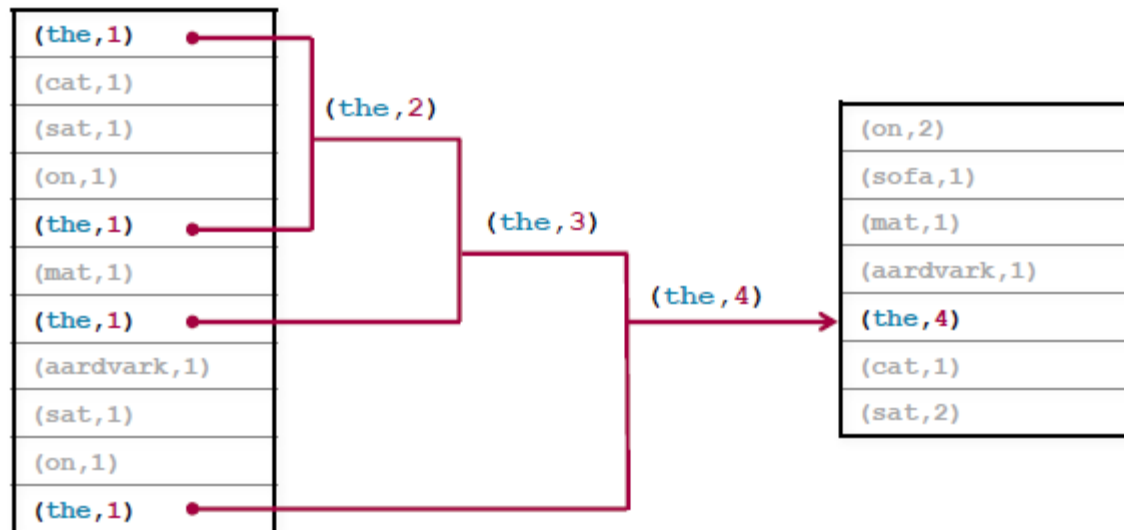 (the,1)
(cat,1)
(sat,1)
(on,1)
(the,1)
(mat,1)
(the,1)
(aardvark,1)
(sat,1)
(on,1)
(the,1)
(the,2)
(the,3)
(the,4)
(on,2)
(sofa,1)
(mat,1)
(aardvark,1)
(the,4)
(cat,1)
(sat,2)